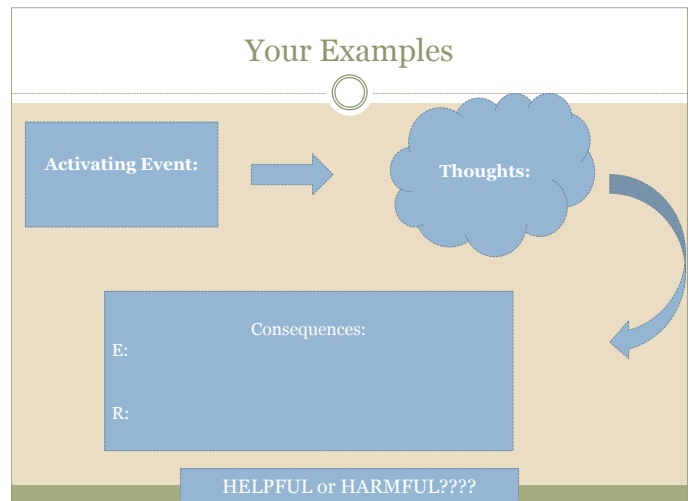 Your Examples
Activating Event:
Thoughts:
Consequences:
E:
R:
HELPFUL or HARMFUL????